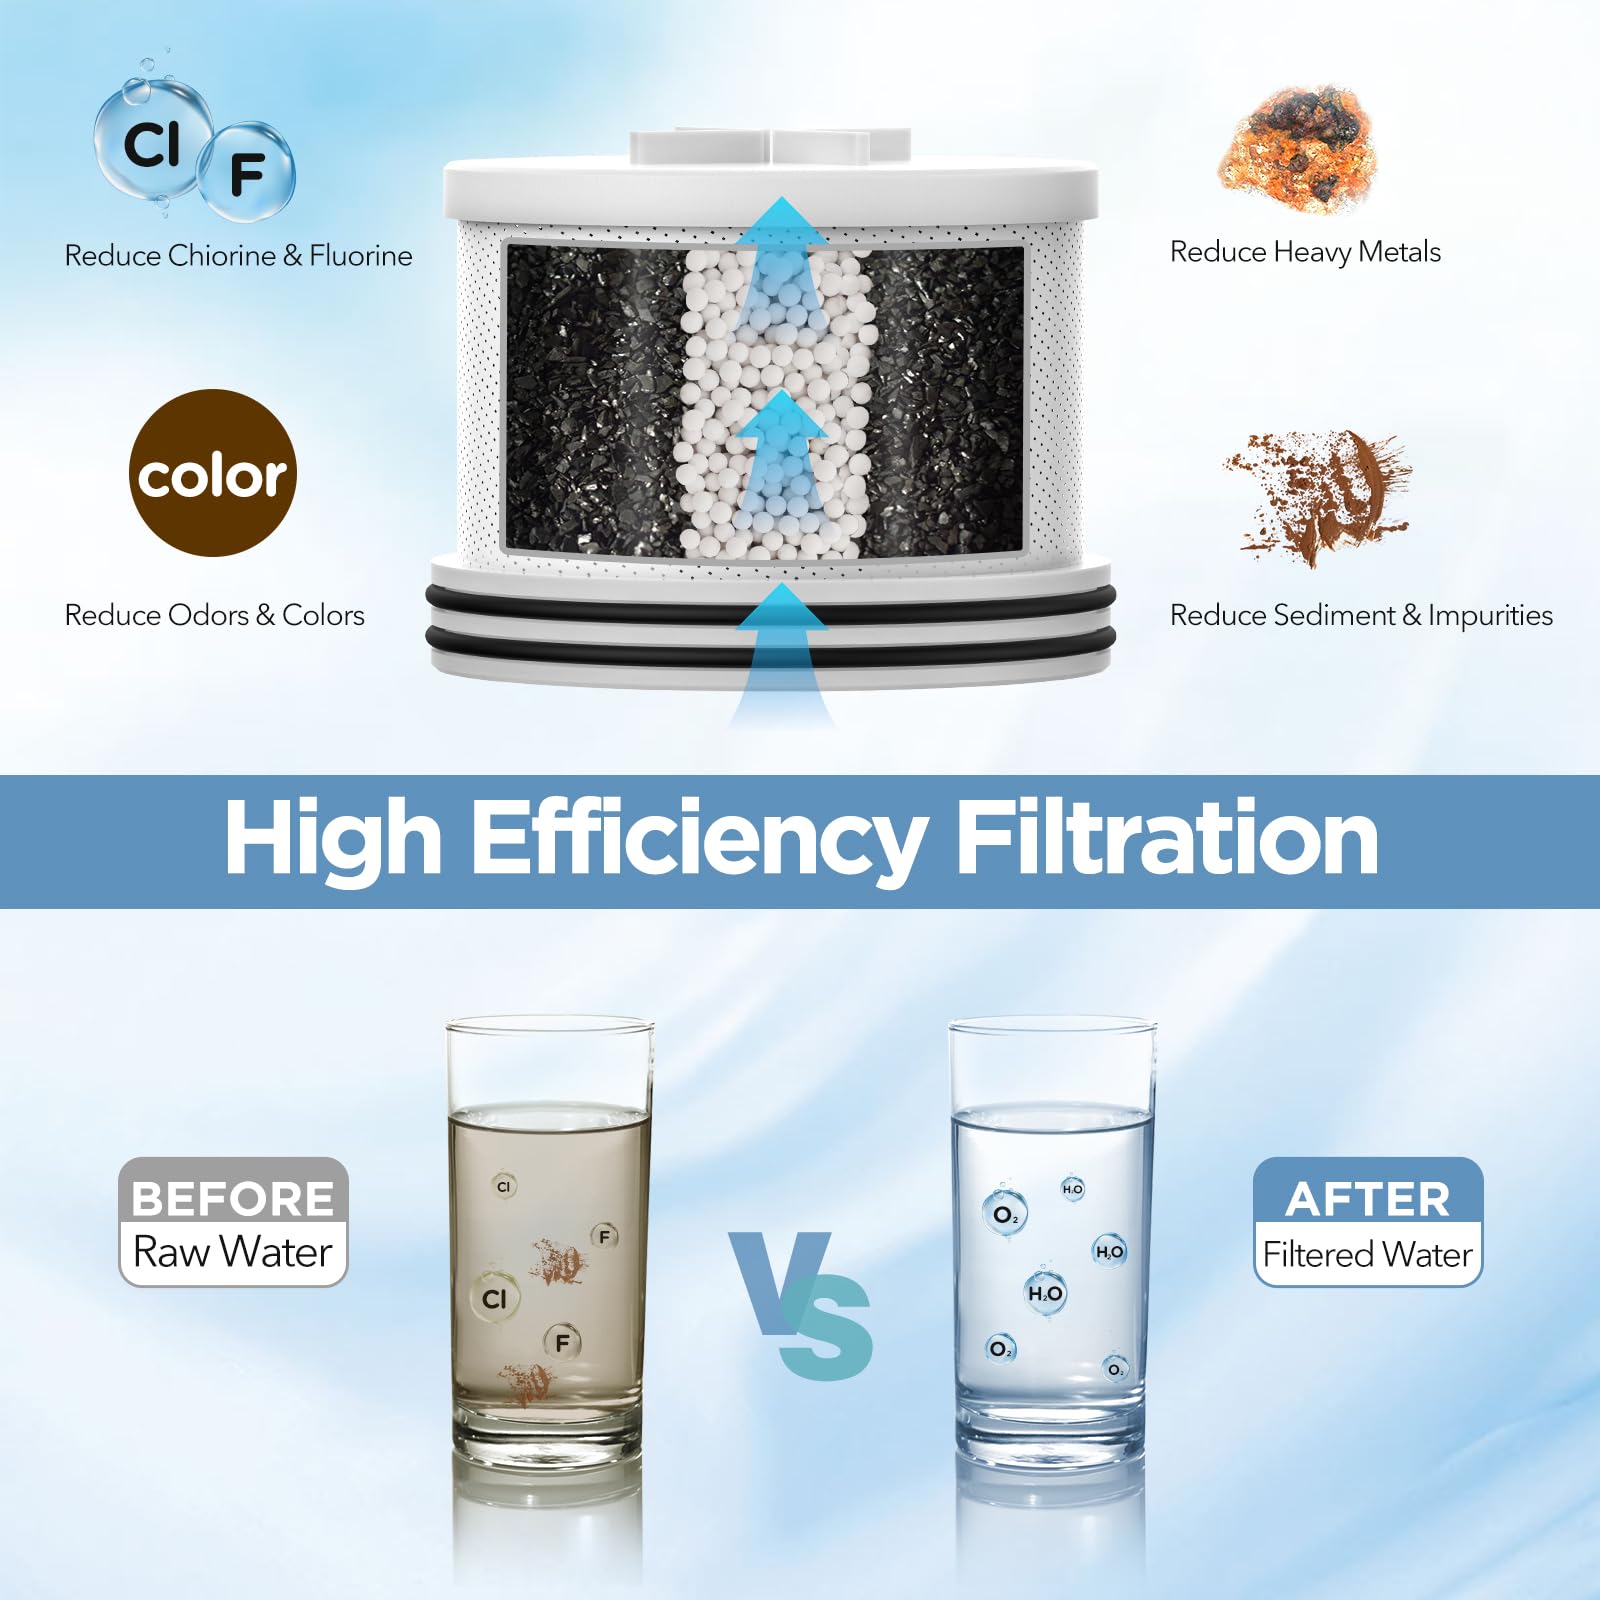 Cl
F
Reduce Chiorine & Fluorine
Reduce Heavy Metals
color
Reduce Odors & Colors
Reduce Sediment & Impurities
High Efficiency Filtration
BEFORE
Raw Water
Cl
F
Cl
F
VS
O₂
H₂O
H₂O
H₂O
O₂
O₂
AFTER
Filtered Water